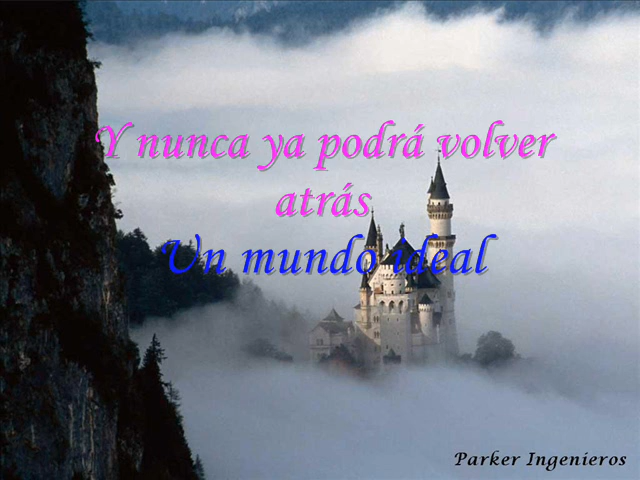 Y nunca ya podrá volver
atrás
Un mundo ideal
Parker Ingenieros